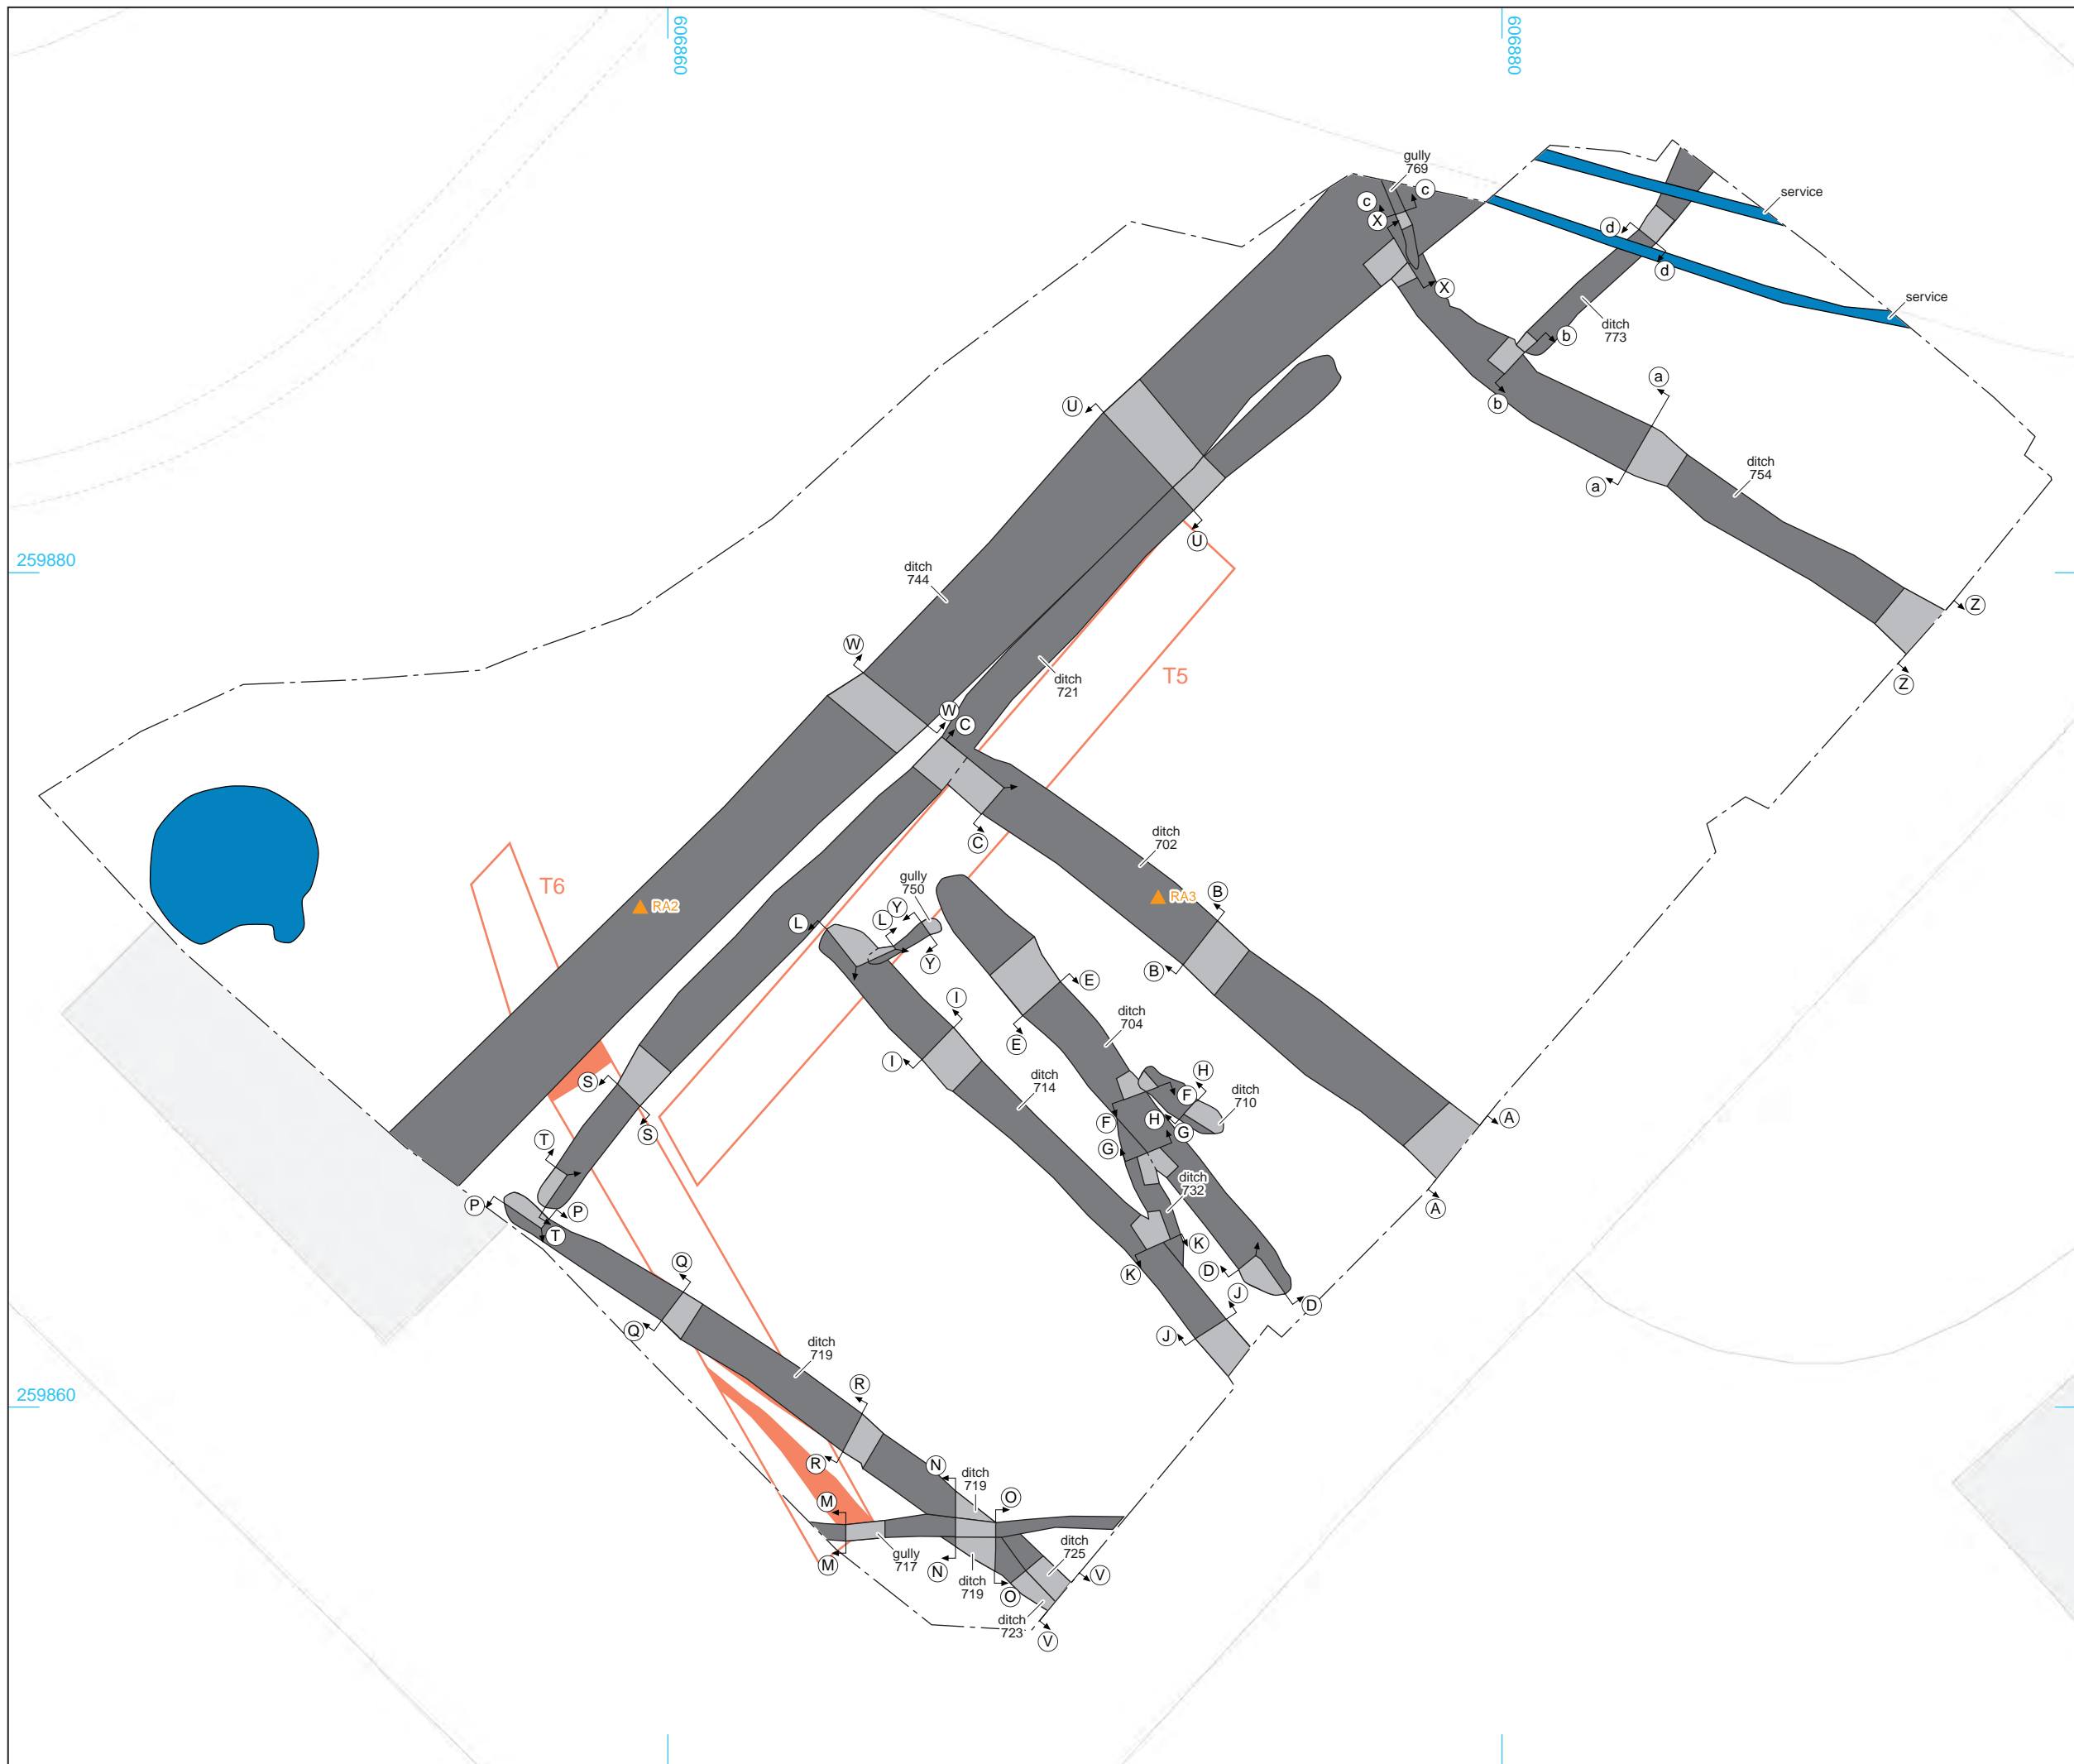 606860
606880
gully
769
c
c
X
X
service
d
d
service
ditch
773
b
b
a
a
ditch
754
U
U
259880
ditch
744
Z
Z
W
W
C
C
ditch
721
T5
ditch
702
T6
RA2
RA3
gully
750
L
L
Y
Y
B
B
I
I
E
E
ditch
704
ditch
714
S
S
H
H
F
F
G
G
ditch
710
A
A
T
T
P
P
ditch
732
K
K
D
D
J
J
Q
Q
ditch
719
259860
R
R
N
N
ditch
719
O
O
M
M
gully
717
ditch
719
ditch
725
V
V
ditch
723